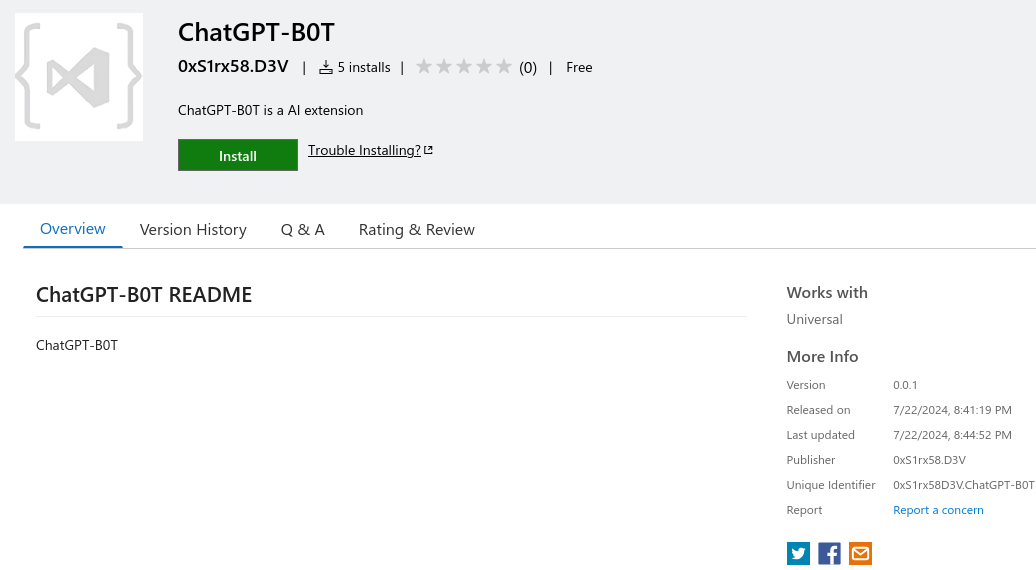 ChatGPT-B0T
0xS1rx58.D3V | 5 installs | (0) | Free
ChatGPT-B0T is a AI extension
Install Trouble Installing?
Overview Version History Q & A Rating & Review
ChatGPT-B0T README
ChatGPT-B0T
Works with
Universal
More Info
Version 0.0.1
Released on 7/22/2024, 8:41:19 PM
Last updated 7/22/2024, 8:44:52 PM
Publisher 0xS1rx58.D3V
Unique Identifier 0xS1rx58D3V.ChatGPT-B0T
Report Report a concern